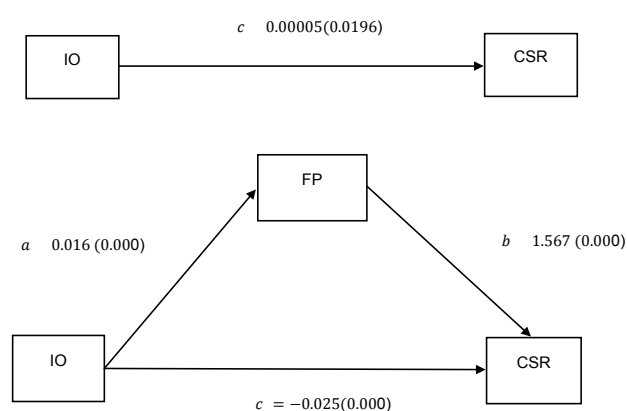 c 0.00005(0.0196)
IO
CSR
FP
a 0.016 (0.000)
b 1.567 (0.000)
IO
CSR
c = −0.025(0.000)